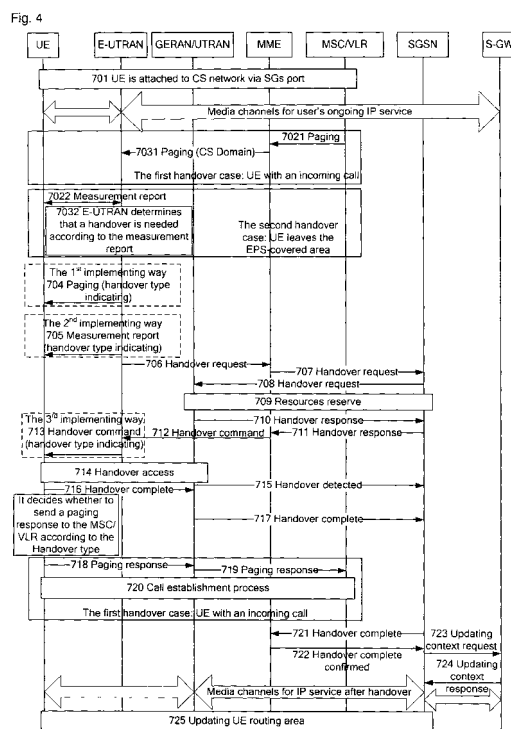 Fig. 4
UE
E-UTRAN
GERAN/UTRAN
MME
MSC/VLR
SGSN
S-GW
701 UE is attached to CS network via SGs port
Media channels for user's ongoing IP service
7021 Paging
7031 Paging (CS Domain)
The first handover case: UE with an incoming call
7022 Measurement report
7032 E-UTRAN determines
that a handover is needed
according to the measurement
report
The second handover
case: UE leaves the
EPS-covered area
The 1st implementing way
704 Paging (handover type
indicating)
The 2nd implementing way
705 Measurement report
(handover type indicating)
706 Handover request
707 Handover request
708 Handover request
709 Resources reserve
710 Handover response
The 3rd implementing way
713 Handover command
(handover type indicating)
712 Handover command
711 Handover response
714 Handover access
716 Handover complete
715 Handover detected
It decides whether to
send a paging
response to the MSC/
VLR according to the
Handover type
717 Handover complete
718 Paging response
719 Paging response
720 Call establishment process
The first handover case: UE with an incoming call
721 Handover complete
723 Updating
context request
722 Handover complete
confirmed
724 Updating
context
response
Media channels for IP service after handover
725 Updating UE routing area